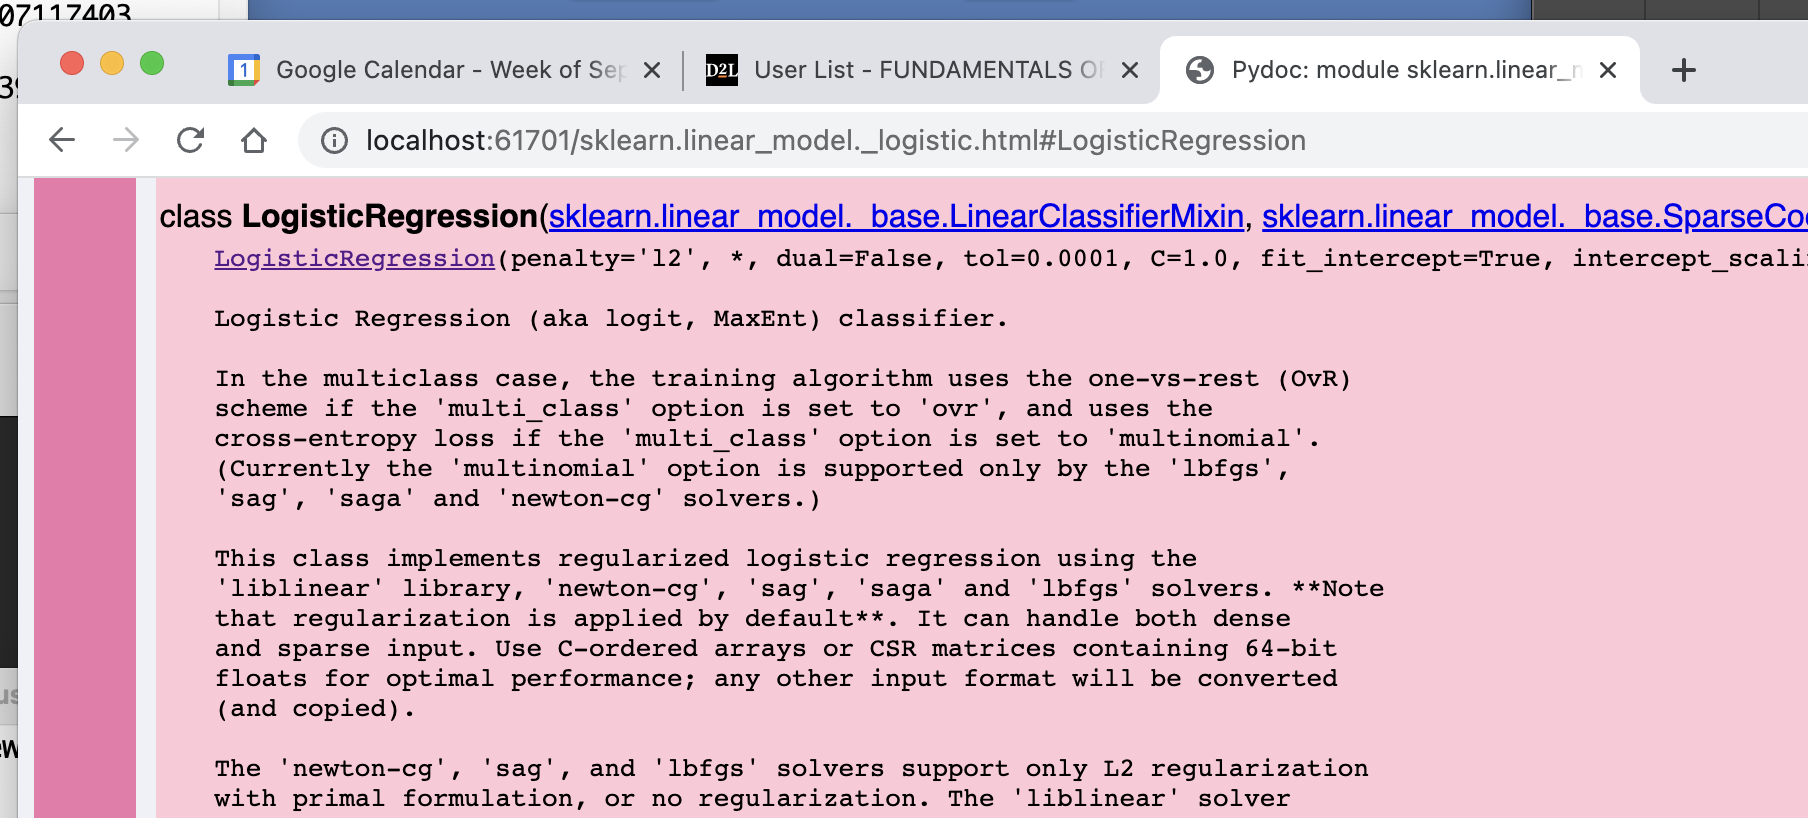 07117403
Google Calendar - Week of Sep
D2L User List - FUNDAMENTALS OF
Pydoc: module sklearn.linear_m
localhost:61701/sklearn.linear_model._logistic.html#LogisticRegression
class LogisticRegression(sklearn.linear_model._base.LinearClassifierMixin, sklearn.linear_model._base.SparseCo
LogisticRegression(penalty='l2', *, dual=False, tol=0.0001, C=1.0, fit_intercept=True, intercept_scali
Logistic Regression (aka logit, MaxEnt) classifier.
In the multiclass case, the training algorithm uses the one-vs-rest (OvR)
scheme if the 'multi_class' option is set to 'ovr', and uses the
cross-entropy loss if the 'multi_class' option is set to 'multinomial'.
(Currently the 'multinomial' option is supported only by the 'lbfgs',
'sag', 'saga' and 'newton-cg' solvers.)
This class implements regularized logistic regression using the
'liblinear' library, 'newton-cg', 'sag', 'saga' and 'lbfgs' solvers. **Note
that regularization is applied by default**. It can handle both dense
and sparse input. Use C-ordered arrays or CSR matrices containing 64-bit
floats for optimal performance; any other input format will be converted
(and copied).
The 'newton-cg', 'sag', and 'lbfgs' solvers support only L2 regularization
with primal formulation, or no regularization. The 'liblinear' solver